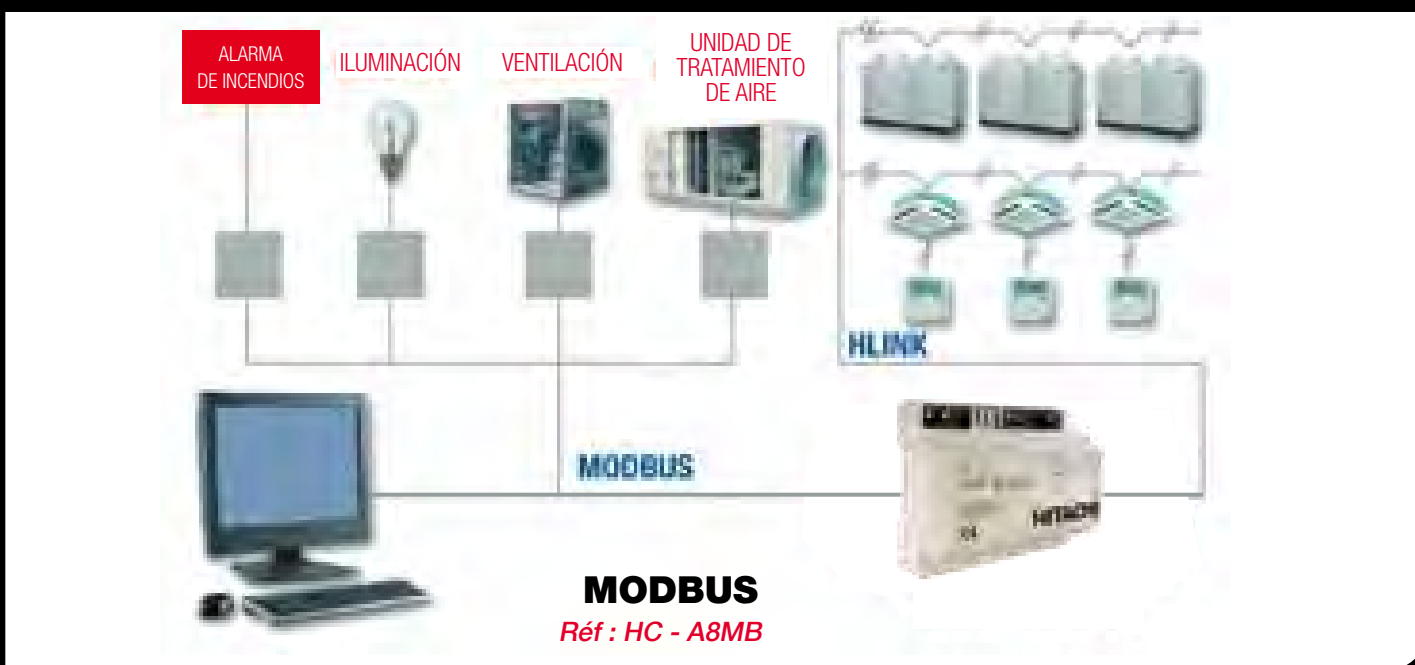 ALARMA
DE INCENDIOS
ILUMINACIÓN
VENTILACIÓN
UNIDAD DE
TRATAMIENTO
DE AIRE
HLINK
MODBUS
HITACHI
MODBUS
Réf : HC - A8MB